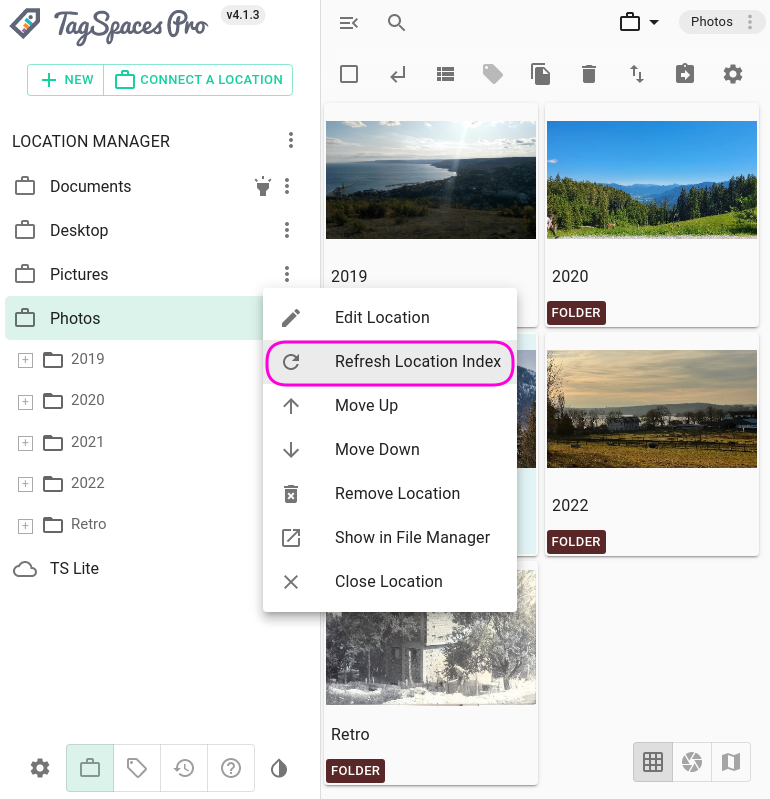 TagSpaces Pro
v4.1.3
Photos
NEW
CONNECT A LOCATION
LOCATION MANAGER
Documents
Desktop
Pictures
Photos
2019
2020
2021
2022
Retro
TS Lite
Edit Location
Refresh Location Index
Move Up
Move Down
Remove Location
Show in File Manager
Close Location
2019
2020
FOLDER
2022
FOLDER
Retro
FOLDER